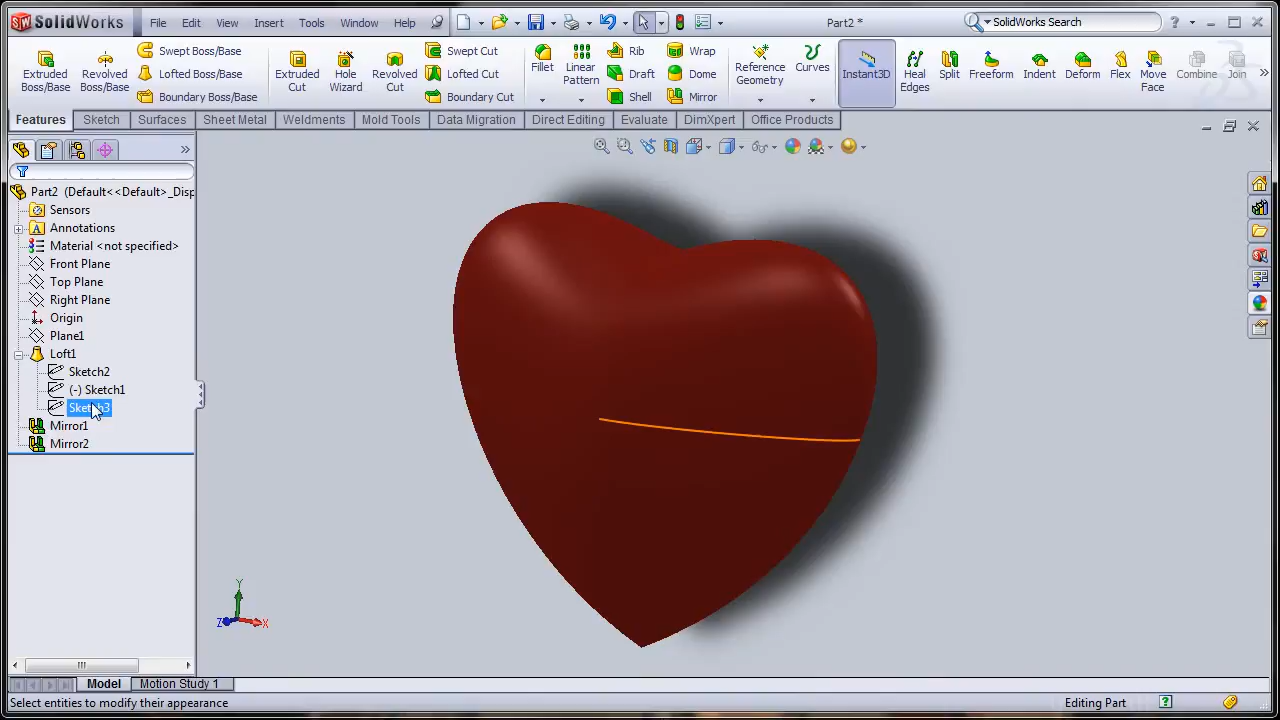 SolidWorks File Edit View Insert Tools Window Help Part2 * SolidWorks Search
Extruded Boss/Base
Revolved Boss/Base
Swept Boss/Base
Lofted Boss/Base
Boundary Boss/Base
Extruded Cut
Hole Wizard
Revolved Cut
Swept Cut
Lofted Cut
Boundary Cut
Fillet
Linear Pattern
Rib
Draft
Shell
Wrap
Dome
Mirror
Reference Geometry
Curves
Instant3D
Heal Edges
Split
Freeform
Indent
Deform
Flex
Move Face
Combine
Join
Features Sketch Surfaces Sheet Metal Weldments Mold Tools Data Migration Direct Editing Evaluate DimXpert Office Products
Part2 (Default<<Default>_Disp
Sensors
Annotations
Material <not specified>
Front Plane
Top Plane
Right Plane
Origin
Plane1
Loft1
Sketch2
(-) Sketch1
Sketch3
Mirror1
Mirror2
Y
Z X
Model Motion Study 1
Select entities to modify their appearance Editing Part